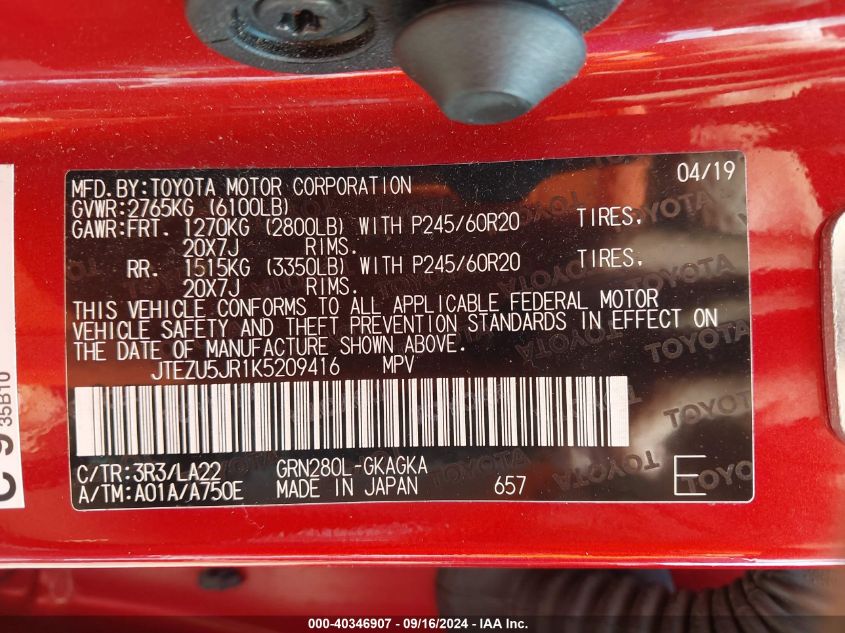 MFD.BY:TOYOTA MOTOR CORPORATION 04/19
GVWR:2765KG (6100LB)
GAWR:FRT. 1270KG (2800LB) WITH P245/60R20 TIRES,
20X7J RIMS.
RR. 1515KG (3350LB) WITH P245/60R20 TIRES,
20X7J RIMS.
THIS VEHICLE CONFORMS TO ALL APPLICABLE FEDERAL MOTOR
VEHICLE SAFETY AND THEFT PREVENTION STANDARDS IN EFFECT ON
THE DATE OF MANUFACTURE SHOWN ABOVE.
JTEZU5JR1K5209416 MPV
C/TR:3R3/LA22 GRN280L-GKAGKA
A/TM:A01A/A750E MADE IN JAPAN 657 E
C 9 35B10
000-40346907 - 09/16/2024 - IAA Inc.